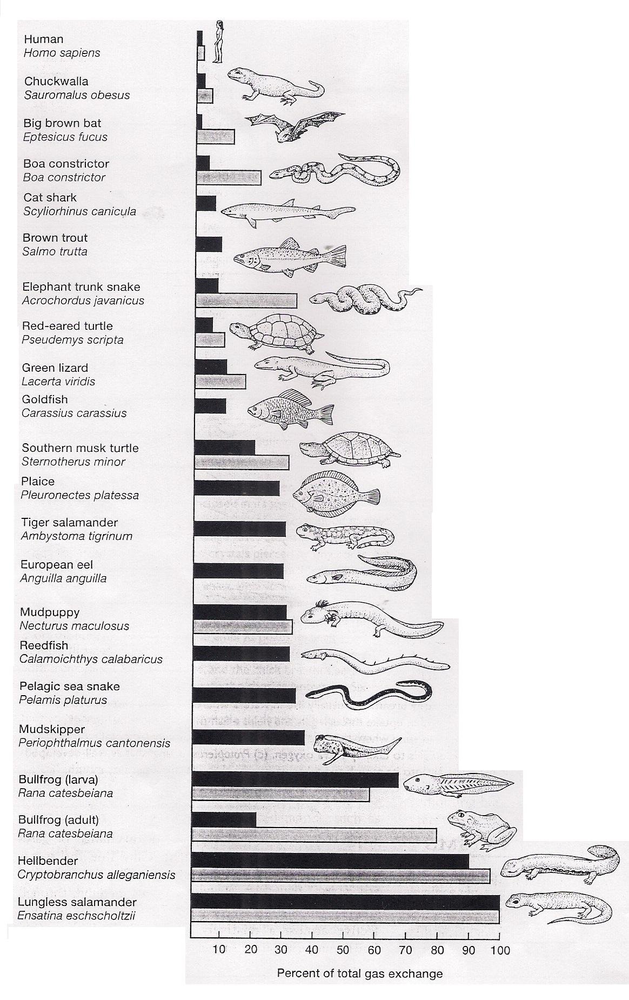 Human
Homo sapiens
Chuckwalla
Sauromalus obesus
Big brown bat
Eptesicus fucus
Boa constrictor
Boa constrictor
Cat shark
Scyliorhinus canicula
Brown trout
Salmo trutta
Elephant trunk snake
Acrochordus javanicus
Red-eared turtle
Pseudemys scripta
Green lizard
Lacerta viridis
Goldfish
Carassius carassius
Southern musk turtle
Sternotherus minor
Plaice
Pleuronectes platessa
Tiger salamander
Ambystoma tigrinum
European eel
Anguilla anguilla
Mudpuppy
Necturus maculosus
Reedfish
Calamoichthys calabaricus
Pelagic sea snake
Pelamis platurus
Mudskipper
Periophthalmus cantonensis
Bullfrog (larva)
Rana catesbeiana
Bullfrog (adult)
Rana catesbeiana
Hellbender
Cryptobranchus alleganiensis
Lungless salamander
Ensatina eschscholtzii
10 20 30 40 50 60 70 80 90 100
Percent of total gas exchange